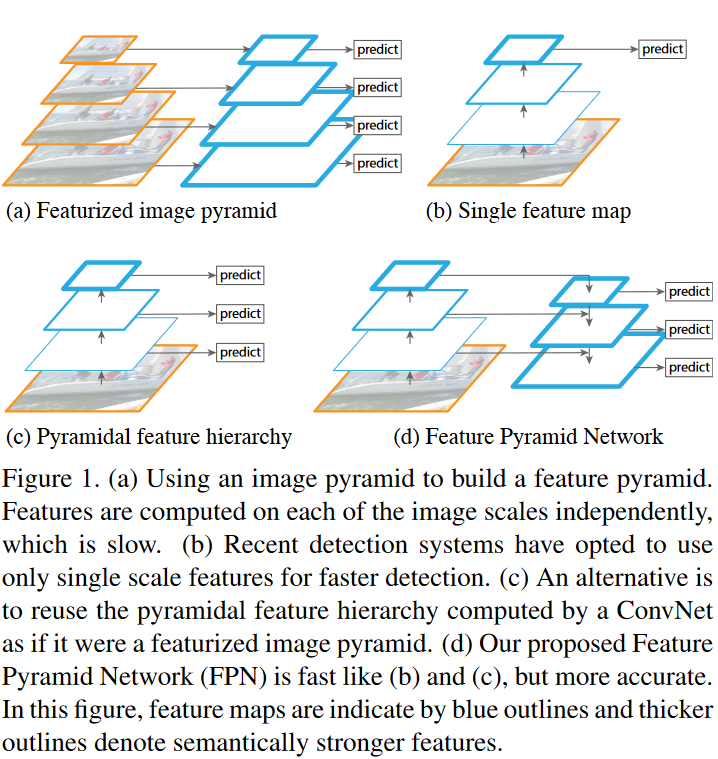 predict
predict
predict
predict
predict
(a) Featurized image pyramid
(b) Single feature map
predict
predict
predict
predict
predict
predict
(c) Pyramidal feature hierarchy
(d) Feature Pyramid Network
Figure 1. (a) Using an image pyramid to build a feature pyramid.
Features are computed on each of the image scales independently,
which is slow. (b) Recent detection systems have opted to use
only single scale features for faster detection. (c) An alternative is
to reuse the pyramidal feature hierarchy computed by a ConvNet
as if it were a featurized image pyramid. (d) Our proposed Feature
Pyramid Network (FPN) is fast like (b) and (c), but more accurate.
In this figure, feature maps are indicate by blue outlines and thicker
outlines denote semantically stronger features.